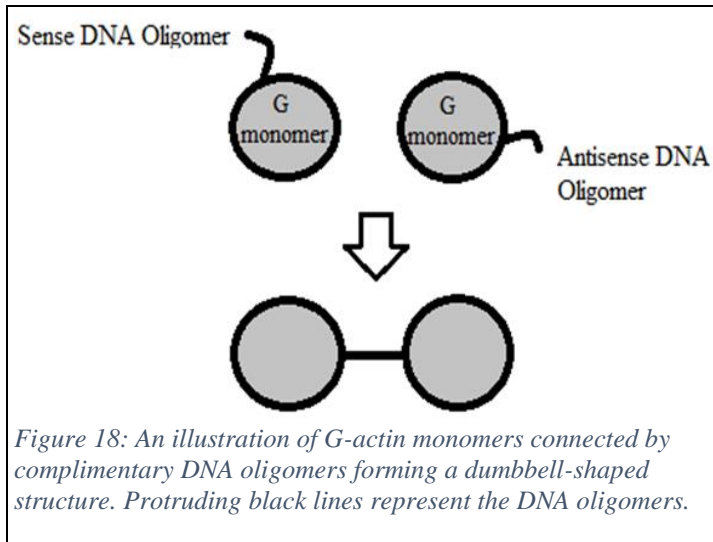 Sense DNA Oligomer
G
monomer
G
monomer
Antisense DNA
Oligomer
Figure 18: An illustration of G-actin monomers connected by
complimentary DNA oligomers forming a dumbbell-shaped
structure. Protruding black lines represent the DNA oligomers.